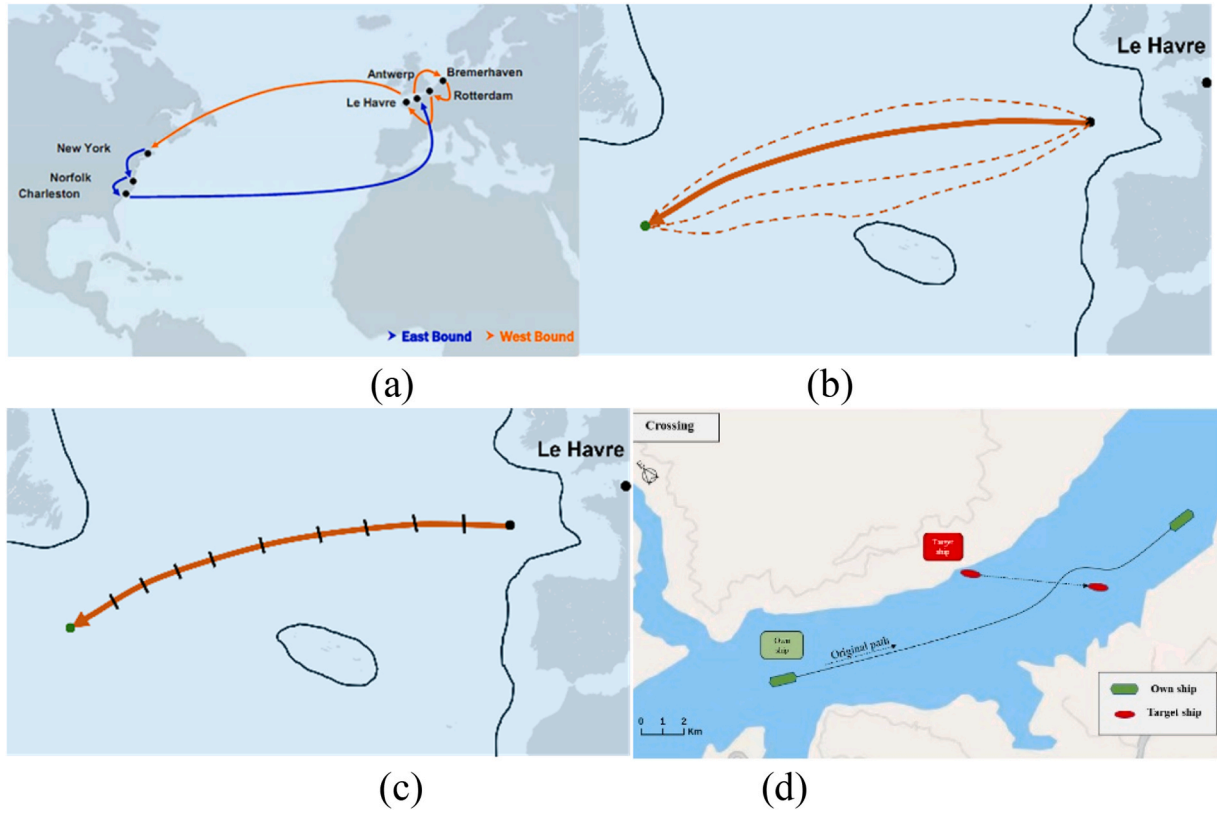 Antwerp
Bremerhaven
Le Havre
Rotterdam
New York
Norfolk
Charleston
East Bound
West Bound
(a)
Le Havre
(b)
Le Havre
(c)
Crossing
Target
ship
Own
ship
Original path
0 1 2
Km
Own ship
Target ship
(d)